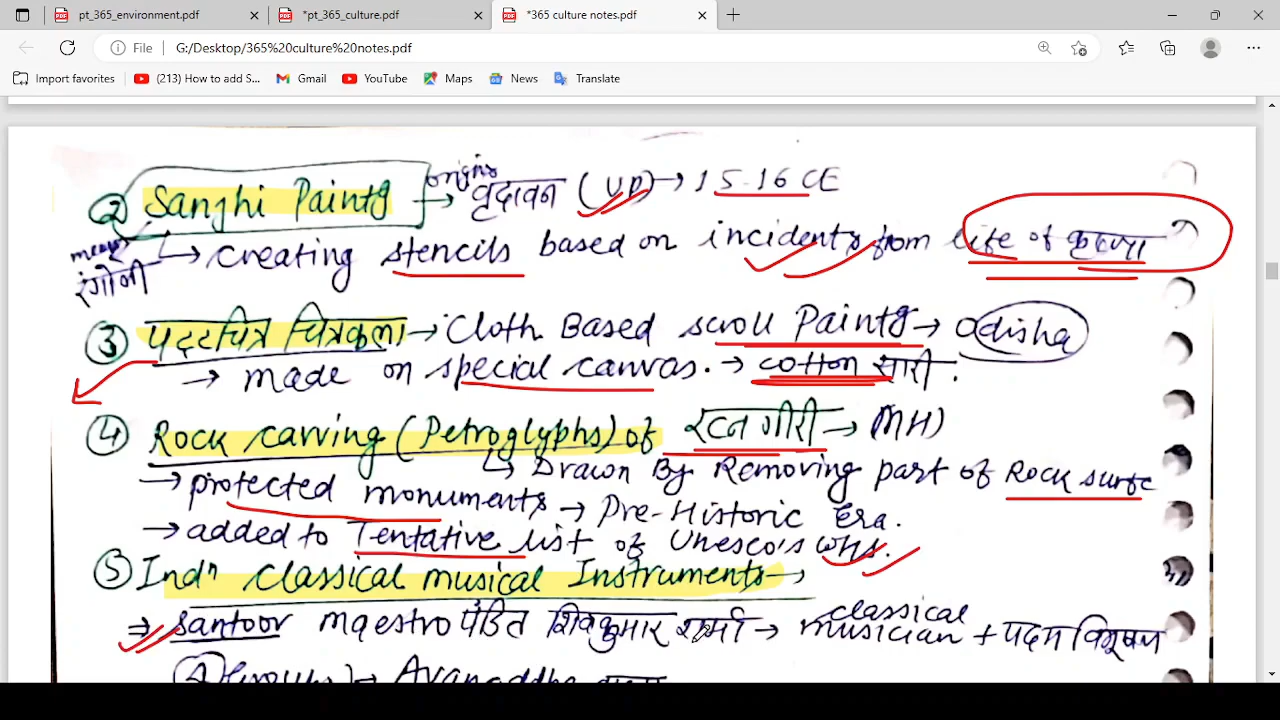 pt_365_environment.pdf
*pt_365_culture.pdf
*365 culture notes.pdf
File G:/Desktop/365%20culture%20notes.pdf
Import favorites (213) How to add S... Gmail YouTube Maps News Translate
② Sanghi Paintg origins → वृंदावन (UP) → 15-16 CE
means रंगोली
↳ creating stencils based on incidents from life of कृष्णा
③ पट्टचित्र चित्रकला → Cloth Based scroll Paintg → Odisha
→ made on special canvas. → cotton सारी.
④ Rock carving (Petroglyphs) of रत्नागीरी → MH)
↳ Drawn By Removing part of Rock surfc
→ protected monuments → Pre-Historic Era.
→ added to Tentative list of Unesco's WHS.
⑤ Indn classical musical Instruments →
⇒ santoor maestro पंडित शिवकुमार शर्मा → classical musician + पदम विभूषण
Avanaddha